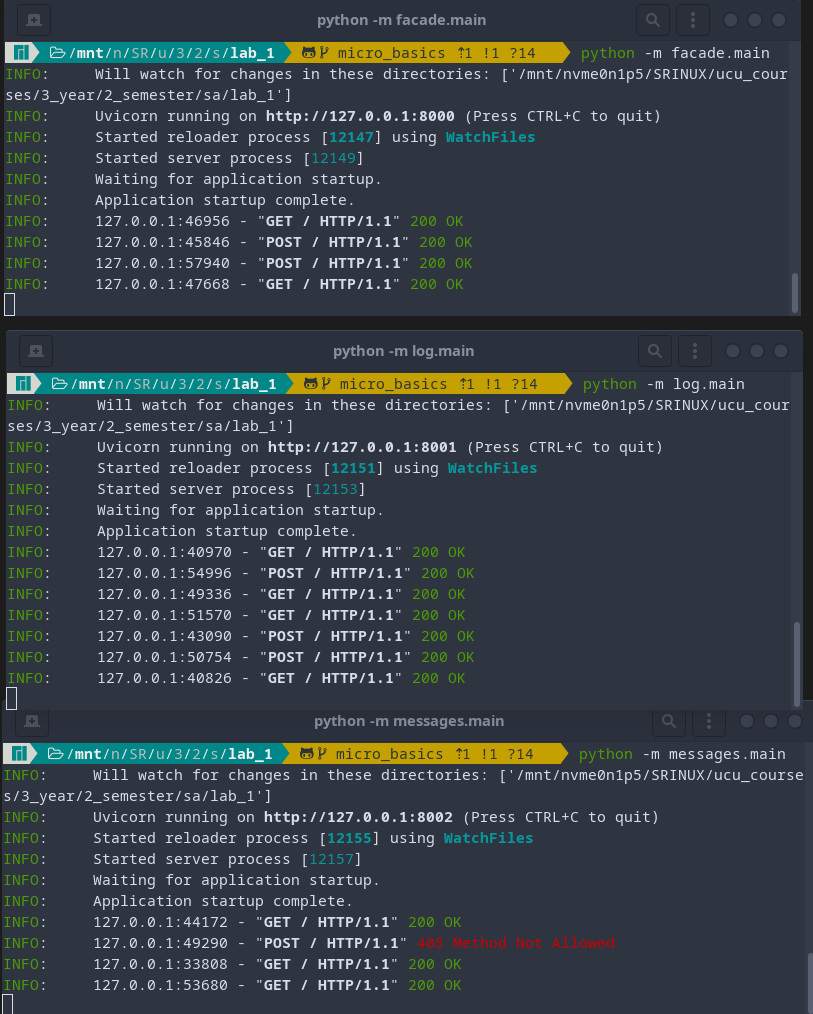 python -m facade.main
/mnt/n/SR/u/3/2/s/lab_1 micro_basics ⇡1 !1 ?14 python -m facade.main
INFO: Will watch for changes in these directories: ['/mnt/nvme0n1p5/SRINUX/ucu_cour
ses/3_year/2_semester/sa/lab_1']
INFO: Uvicorn running on http://127.0.0.1:8000 (Press CTRL+C to quit)
INFO: Started reloader process [12147] using WatchFiles
INFO: Started server process [12149]
INFO: Waiting for application startup.
INFO: Application startup complete.
INFO: 127.0.0.1:46956 - "GET / HTTP/1.1" 200 OK
INFO: 127.0.0.1:45846 - "POST / HTTP/1.1" 200 OK
INFO: 127.0.0.1:57940 - "POST / HTTP/1.1" 200 OK
INFO: 127.0.0.1:47668 - "GET / HTTP/1.1" 200 OK
python -m log.main
/mnt/n/SR/u/3/2/s/lab_1 micro_basics ⇡1 !1 ?14 python -m log.main
INFO: Will watch for changes in these directories: ['/mnt/nvme0n1p5/SRINUX/ucu_cour
ses/3_year/2_semester/sa/lab_1']
INFO: Uvicorn running on http://127.0.0.1:8001 (Press CTRL+C to quit)
INFO: Started reloader process [12151] using WatchFiles
INFO: Started server process [12153]
INFO: Waiting for application startup.
INFO: Application startup complete.
INFO: 127.0.0.1:40970 - "GET / HTTP/1.1" 200 OK
INFO: 127.0.0.1:54996 - "POST / HTTP/1.1" 200 OK
INFO: 127.0.0.1:49336 - "GET / HTTP/1.1" 200 OK
INFO: 127.0.0.1:51570 - "GET / HTTP/1.1" 200 OK
INFO: 127.0.0.1:43090 - "POST / HTTP/1.1" 200 OK
INFO: 127.0.0.1:50754 - "POST / HTTP/1.1" 200 OK
INFO: 127.0.0.1:40826 - "GET / HTTP/1.1" 200 OK
python -m messages.main
/mnt/n/SR/u/3/2/s/lab_1 micro_basics ⇡1 !1 ?14 python -m messages.main
INFO: Will watch for changes in these directories: ['/mnt/nvme0n1p5/SRINUX/ucu_course
s/3_year/2_semester/sa/lab_1']
INFO: Uvicorn running on http://127.0.0.1:8002 (Press CTRL+C to quit)
INFO: Started reloader process [12155] using WatchFiles
INFO: Started server process [12157]
INFO: Waiting for application startup.
INFO: Application startup complete.
INFO: 127.0.0.1:44172 - "GET / HTTP/1.1" 200 OK
INFO: 127.0.0.1:49290 - "POST / HTTP/1.1" 405 Method Not Allowed
INFO: 127.0.0.1:33808 - "GET / HTTP/1.1" 200 OK
INFO: 127.0.0.1:53680 - "GET / HTTP/1.1" 200 OK